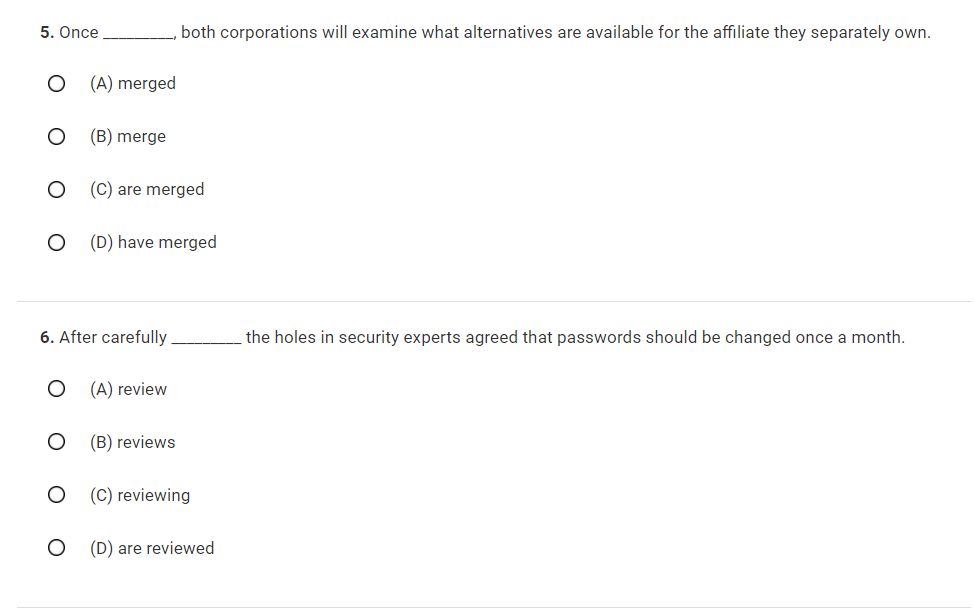 5. Once _________, both corporations will examine what alternatives are available for the affiliate they separately own.
(A) merged
(B) merge
(C) are merged
(D) have merged
6. After carefully _________ the holes in security experts agreed that passwords should be changed once a month.
(A) review
(B) reviews
(C) reviewing
(D) are reviewed